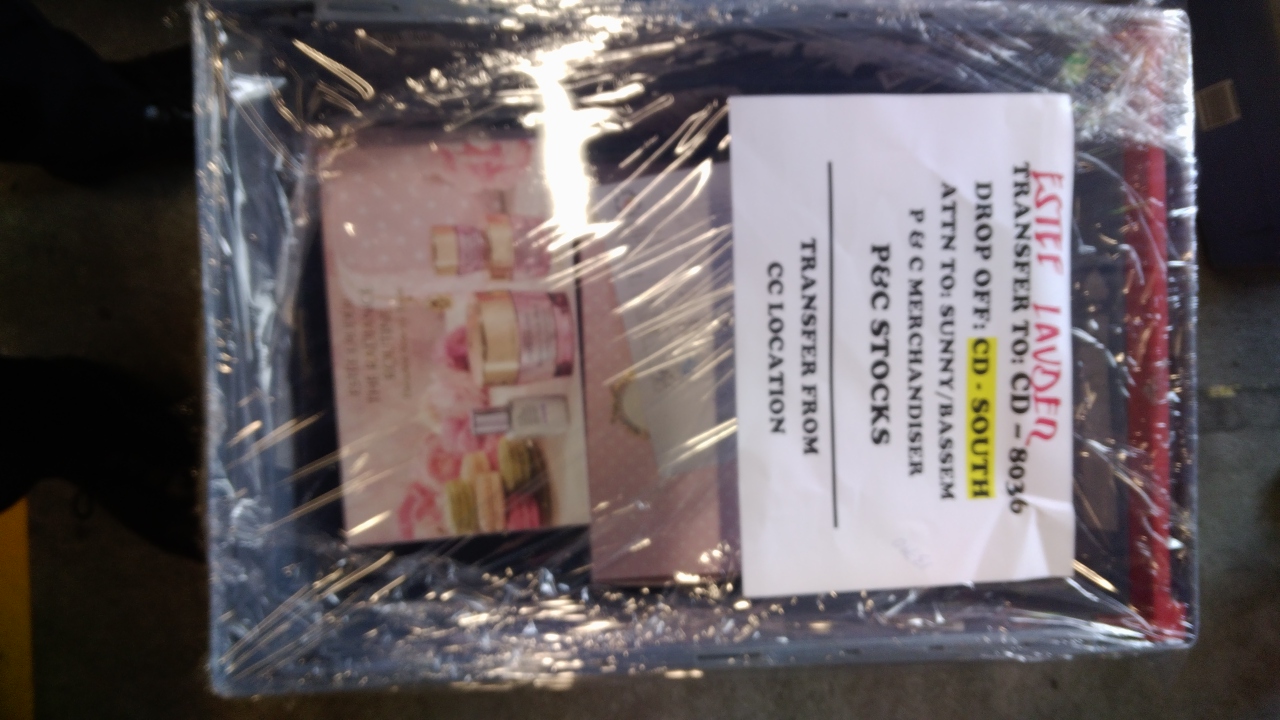 ESTEE LAUDER
TRANSFER TO: CD – 8036
DROP OFF: CD - SOUTH
ATTN TO: SUNNY/BASSEM
P & C MERCHANDISER
P&C STOCKS
TRANSFER FROM
CC LOCATION